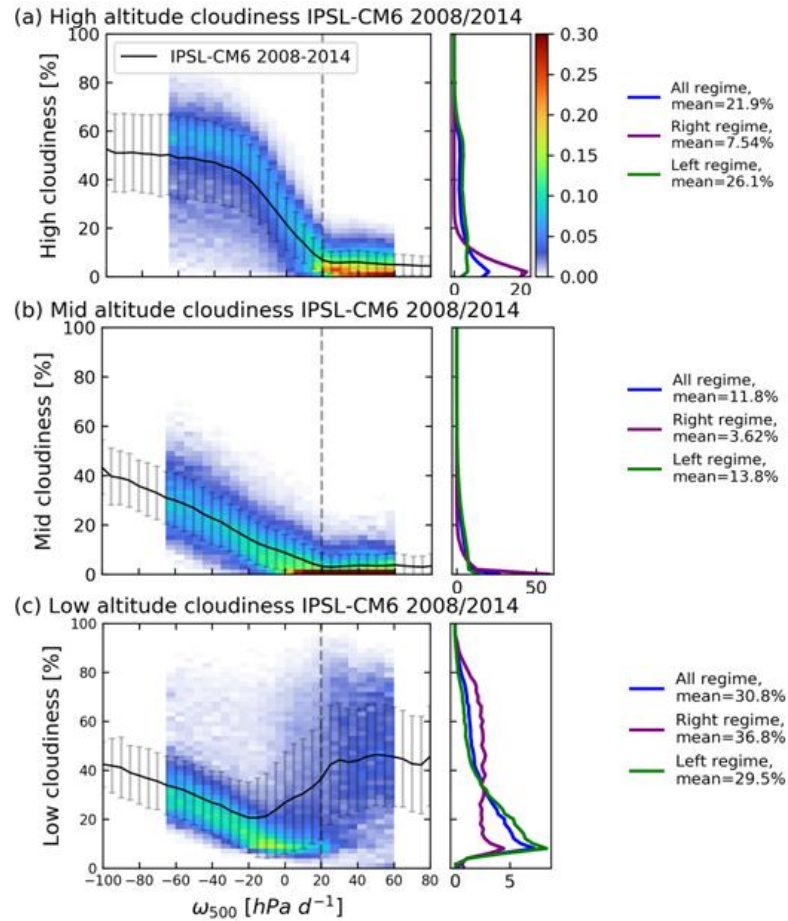 (a) High altitude cloudiness IPSL-CM6 2008/2014
High cloudiness [%]
100
80
60
40
20
0
IPSL-CM6 2008-2014
0 20
0.30
0.25
0.20
0.15
0.10
0.05
0.00
All regime,
mean=21.9%
Right regime,
mean=7.54%
Left regime,
mean=26.1%
(b) Mid altitude cloudiness IPSL-CM6 2008/2014
Mid cloudiness [%]
100
80
60
40
20
0
0 50
All regime,
mean=11.8%
Right regime,
mean=3.62%
Left regime,
mean=13.8%
(c) Low altitude cloudiness IPSL-CM6 2008/2014
Low cloudiness [%]
100
80
60
40
20
0
-100 -80 -60 -40 -20 0 20 40 60 80
ω500 [hPa d⁻¹]
0 5
All regime,
mean=30.8%
Right regime,
mean=36.8%
Left regime,
mean=29.5%